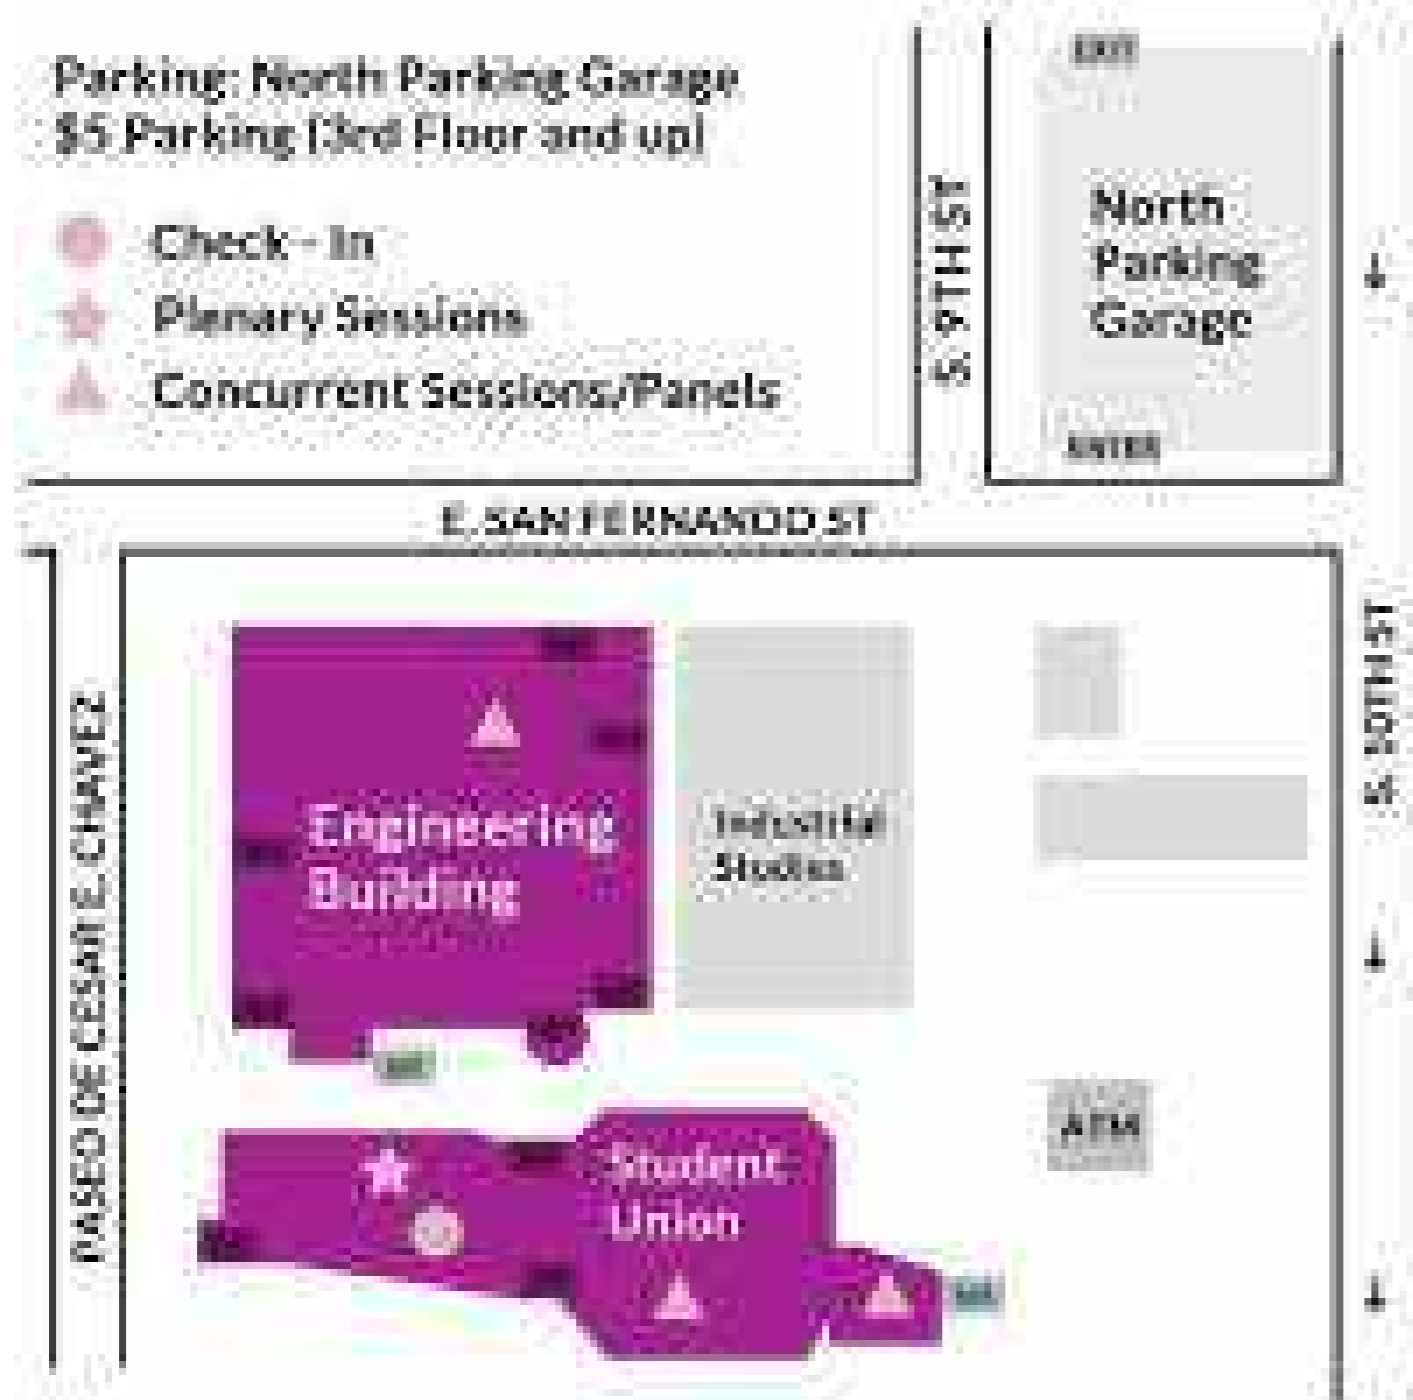 Parking: North Parking Garage
$5 Parking (3rd Floor and up)
Check - In
Plenary Sessions
Concurrent Sessions/Panels
EXIT
North
Parking
Garage
ENTER
S. 9TH ST
E. SAN FERNANDO ST
S. 10TH ST
PASEO DE CESAR E. CHAVEZ
Engineering
Building
Industrial
Studies
ATM
Student
Union